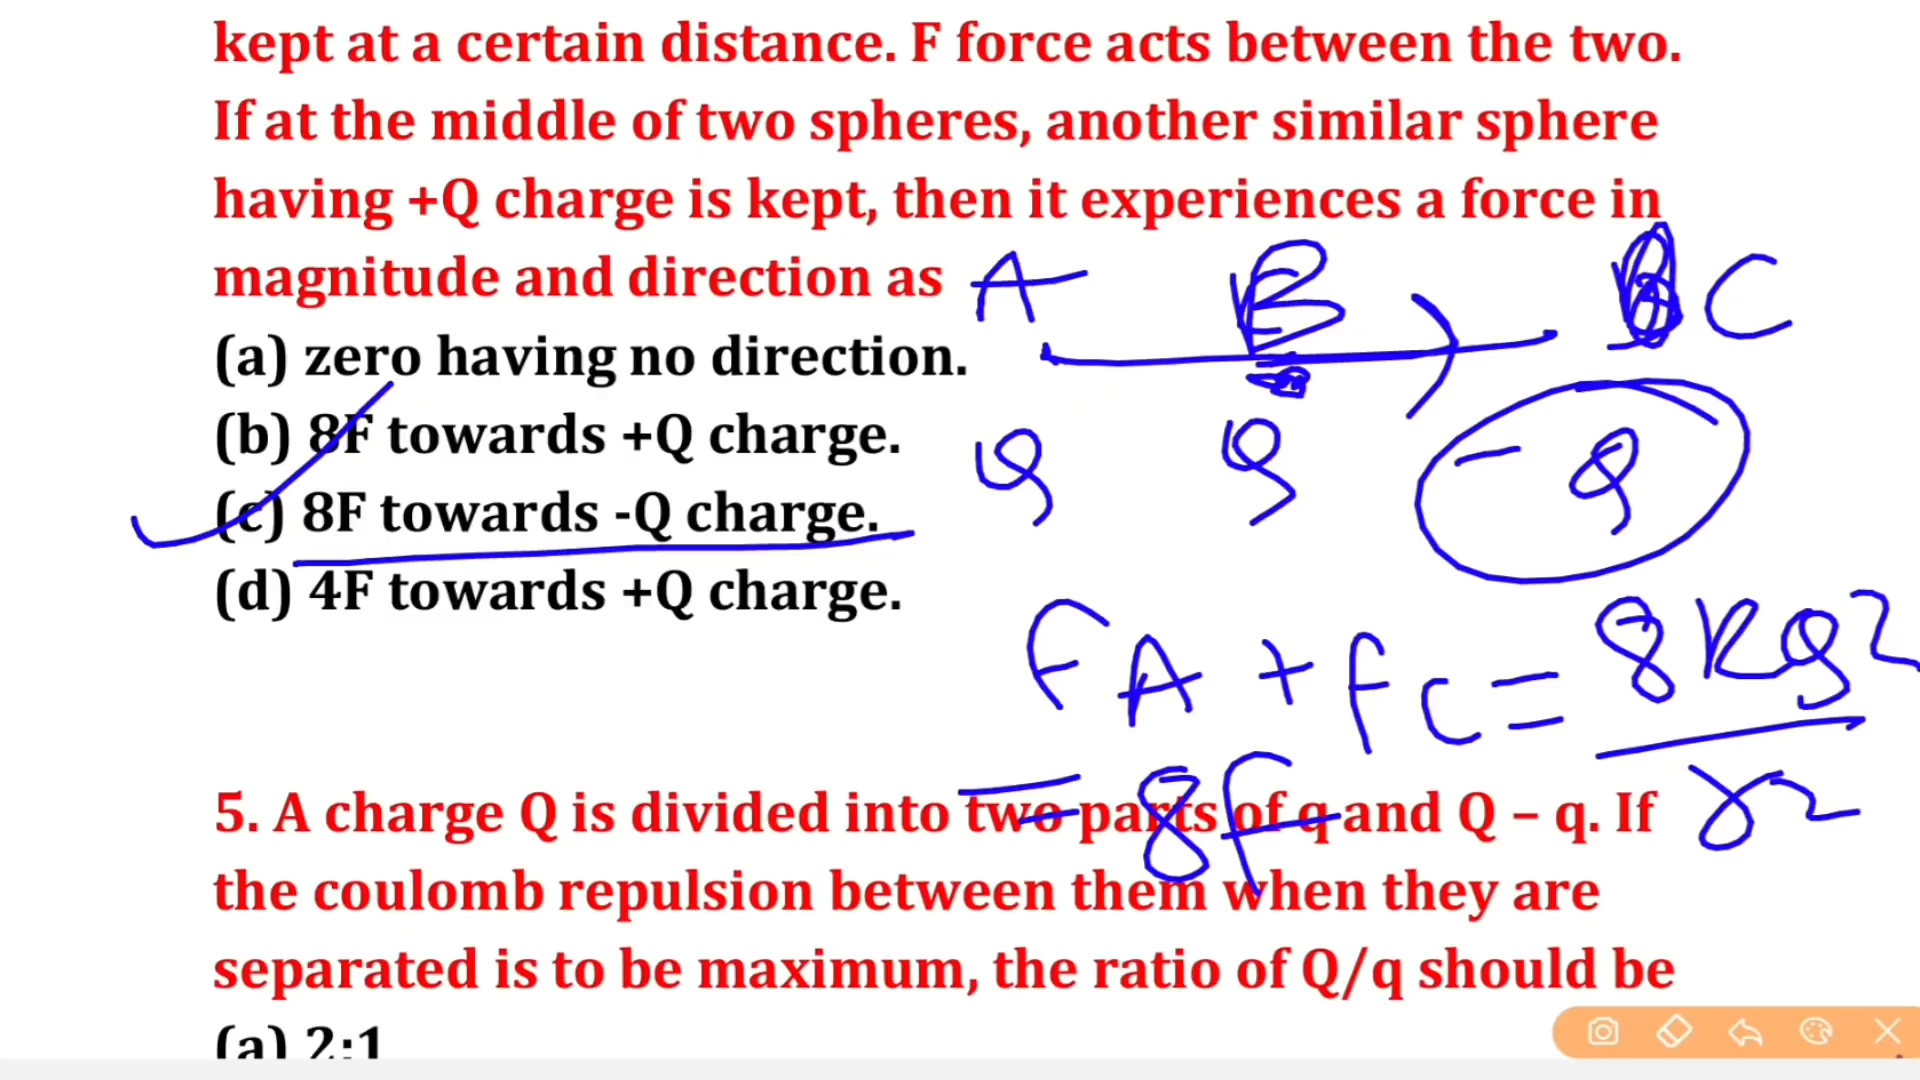 kept at a certain distance. F force acts between the two.
If at the middle of two spheres, another similar sphere
having +Q charge is kept, then it experiences a force in
magnitude and direction as
A B C
(a) zero having no direction.
(b) 8F towards +Q charge.
Q Q - Q
(c) 8F towards -Q charge.
(d) 4F towards +Q charge.
FA + FC = 8KQ2
r2
= 8F
5. A charge Q is divided into two parts of q and Q – q. If
the coulomb repulsion between them when they are
separated is to be maximum, the ratio of Q/q should be
(a) 2:1